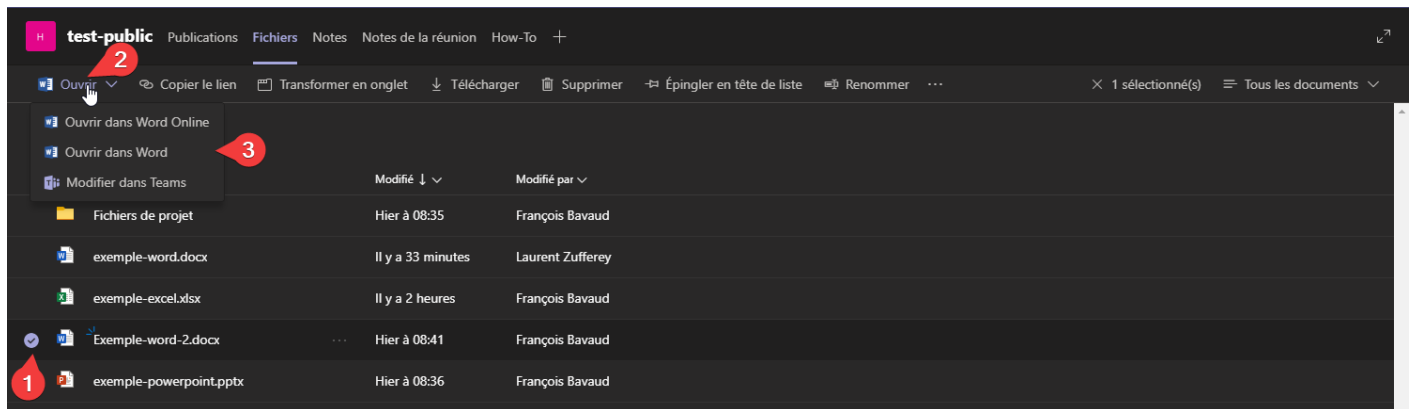 H test-public Publications Fichiers Notes Notes de la réunion How-To
2
Ouvrir Copier le lien Transformer en onglet Télécharger Supprimer Épingler en tête de liste Renommer ... 1 sélectionné(s) Tous les documents
Ouvrir dans Word Online
Ouvrir dans Word 3
Modifier dans Teams
Modifié Modifié par
Fichiers de projet Hier à 08:35 François Bavaud
exemple-word.docx Il y a 33 minutes Laurent Zufferey
exemple-excel.xlsx Il y a 2 heures François Bavaud
Exemple-word-2.docx ... Hier à 08:41 François Bavaud
1 exemple-powerpoint.pptx Hier à 08:36 François Bavaud